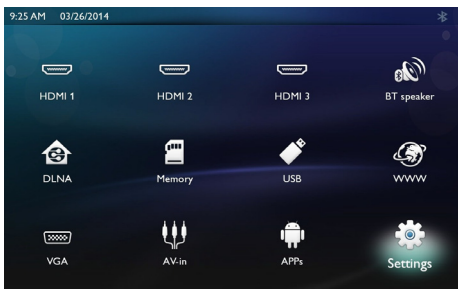 9:25 AM 03/26/2014
HDMI 1 HDMI 2 HDMI 3 BT speaker
DLNA Memory USB WWW
VGA AV-in APPs Settings